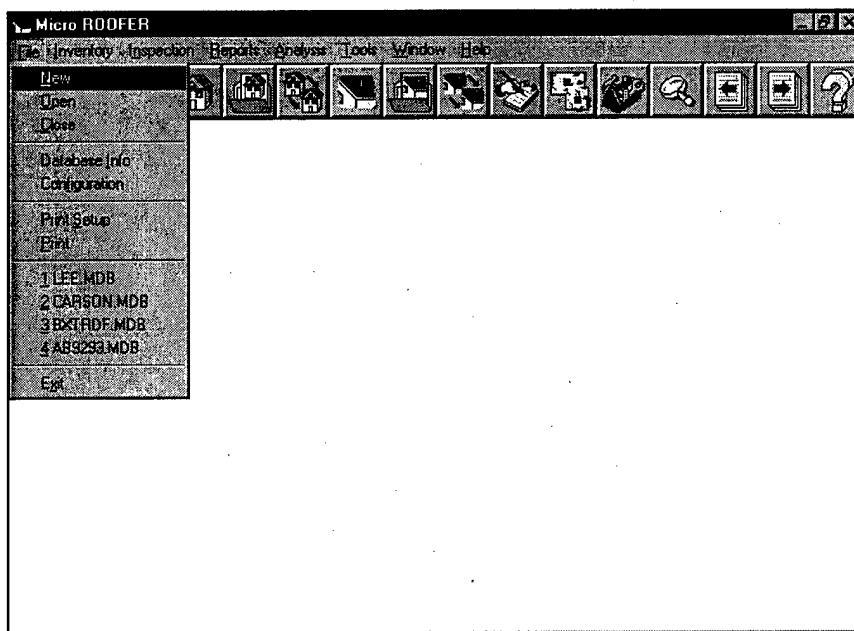 Micro ROOFER
File Inventory Inspection Reports Analysis Tools Window Help
New
Open
Close
Database Info
Configuration
Print Setup
Print
1 LEE.MDB
2 CARSON.MDB
3 BXTRDF.MDB
4 AB9293.MDB
Exit